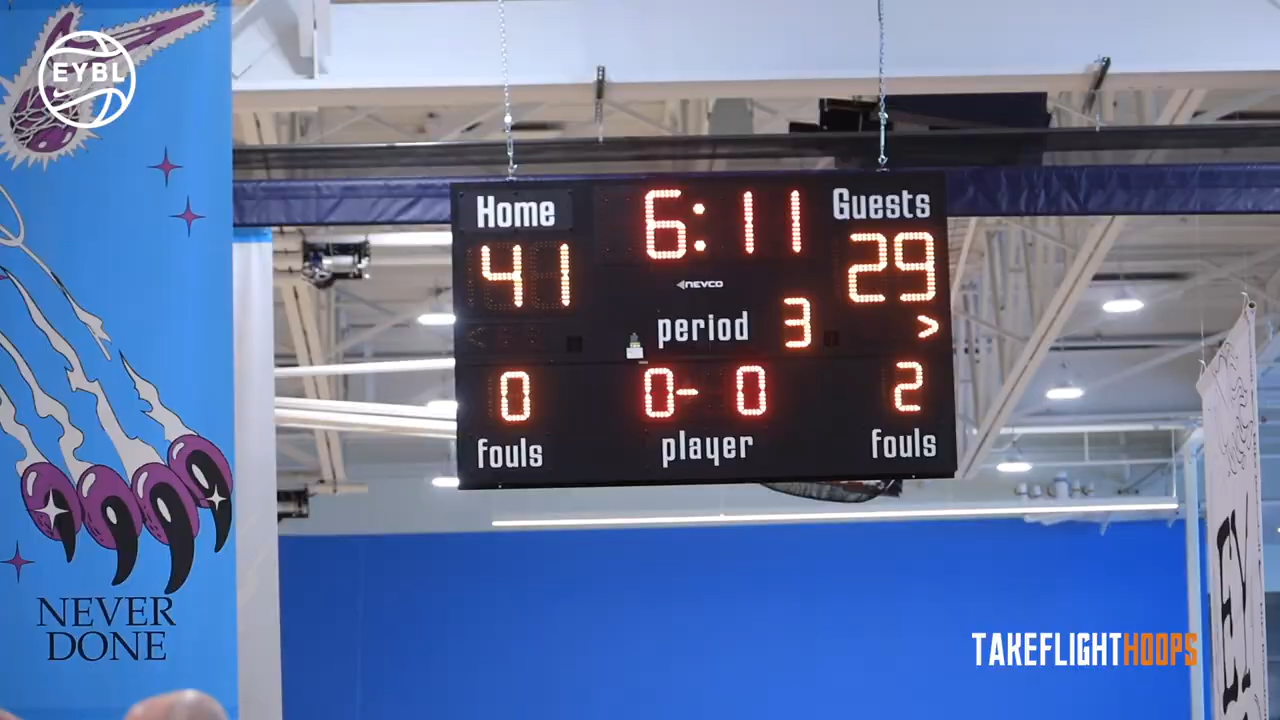 EYBL
NEVER
DONE
Home
6:11
Guests
41
29
NEVCO
period 3
>
0
0-0
2
fouls
player
fouls
TAKEFLIGHTHOOPS
EY